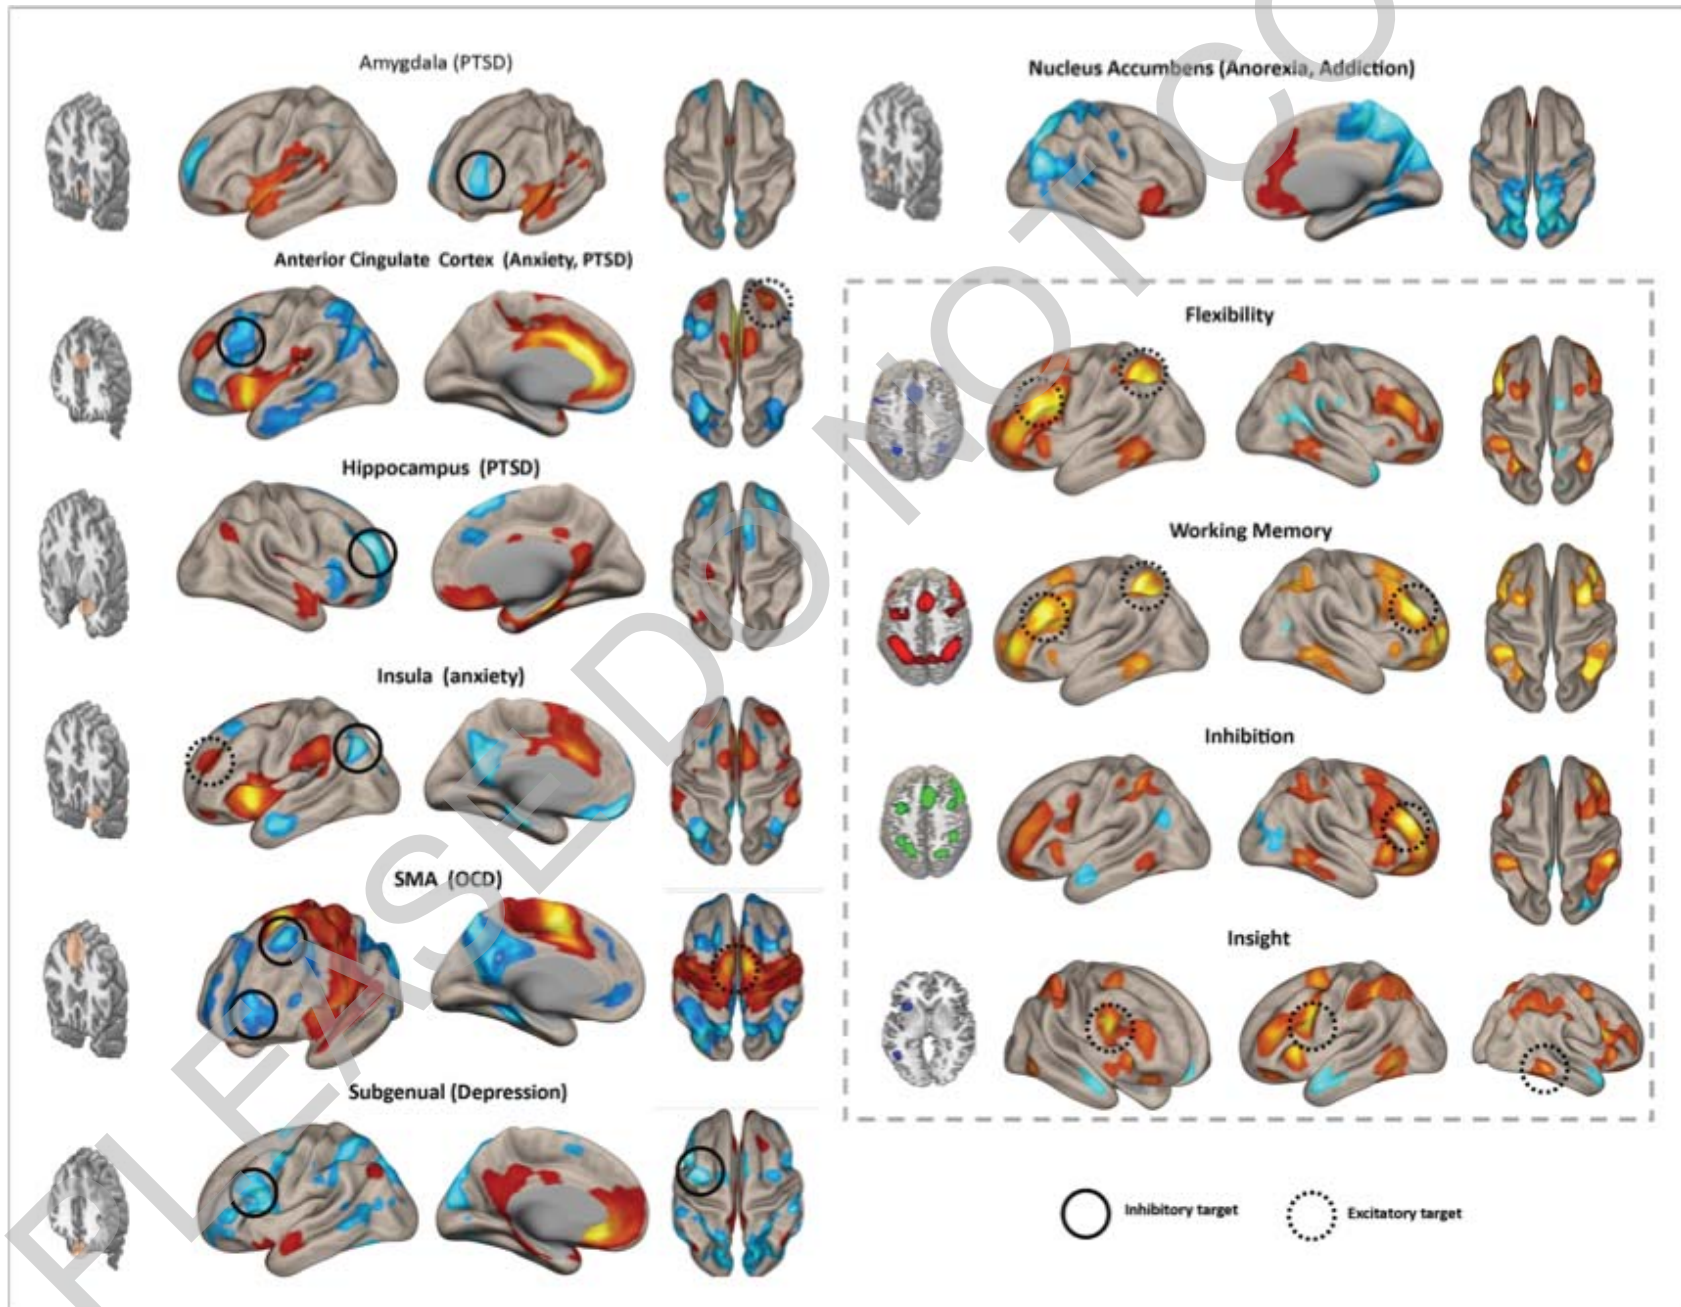 Amygdala (PTSD)
Anterior Cingulate Cortex (Anxiety, PTSD)
Hippocampus (PTSD)
Insula (anxiety)
SMA (OCD)
Subgenual (Depression)
Nucleus Accumbens (Anorexia, Addiction)
Flexibility
Working Memory
Inhibition
Insight
Inhibitory target
Excitatory target
PLEASE DO NOT CO